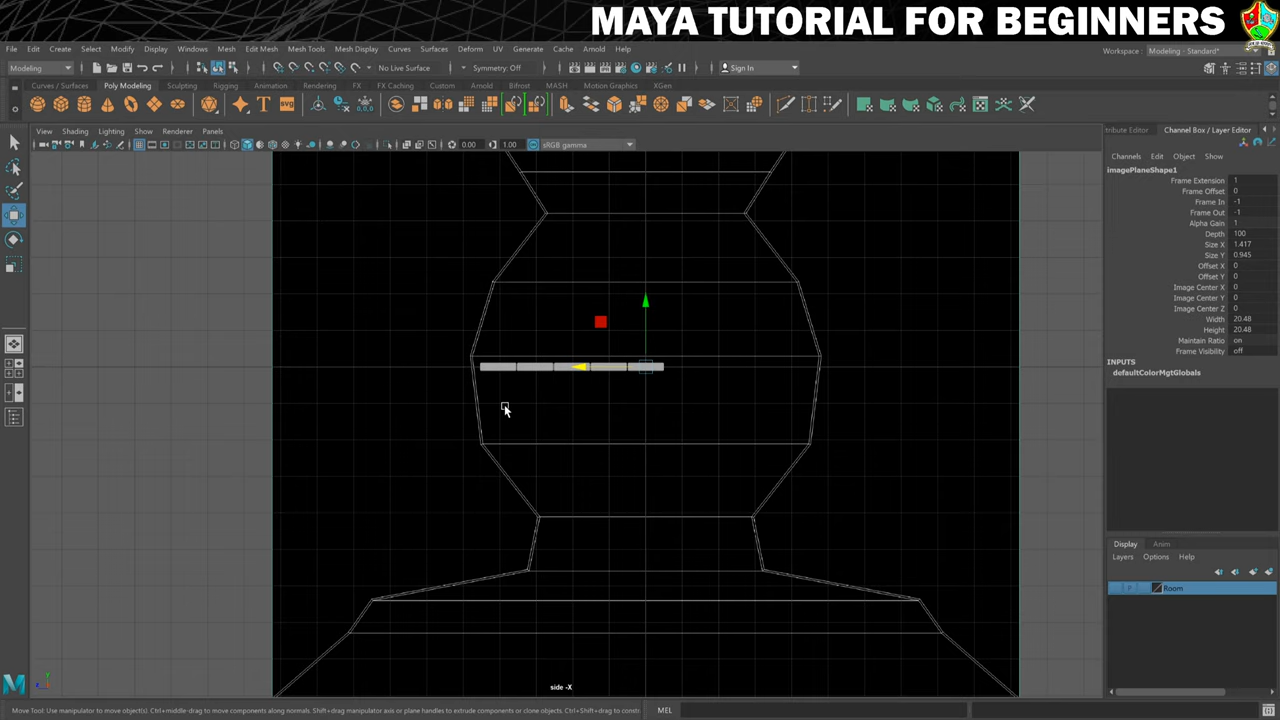 MAYA TUTORIAL FOR BEGINNERS
File Edit Create Select Modify Display Windows Mesh Edit Mesh Mesh Tools Mesh Display Curves Surfaces Deform UV Generate Cache Arnold Help
Workspace : Modeling - Standard*
Modeling No Live Surface Symmetry: Off Sign In
Curves / Surfaces Poly Modeling Sculpting Rigging Animation Rendering FX FX Caching Custom Arnold Bifrost MASH Motion Graphics XGen
View Shading Lighting Show Renderer Panels
tribute Editor Channel Box / Layer Editor
0.00 1.00 sRGB gamma
Channels Edit Object Show
imagePlaneShape1
Frame Extension 1
Frame Offset 0
Frame In -1
Frame Out -1
Alpha Gain 1
Depth 100
Size X 1.417
Size Y 0.945
Offset X 0
Offset Y 0
Image Center X 0
Image Center Y 0
Image Center Z 0
Width 20.48
Height 20.48
Maintain Ratio on
Frame Visibility off
INPUTS
defaultColorMgtGlobals
Display Anim
Layers Options Help
P Room
side -X
Move Tool: Use manipulator to move object(s). Ctrl+middle-drag to move components along normals. Shift+drag manipulator axis or plane handles to extrude components or clone objects. Ctrl+Shift+drag to constr
MEL